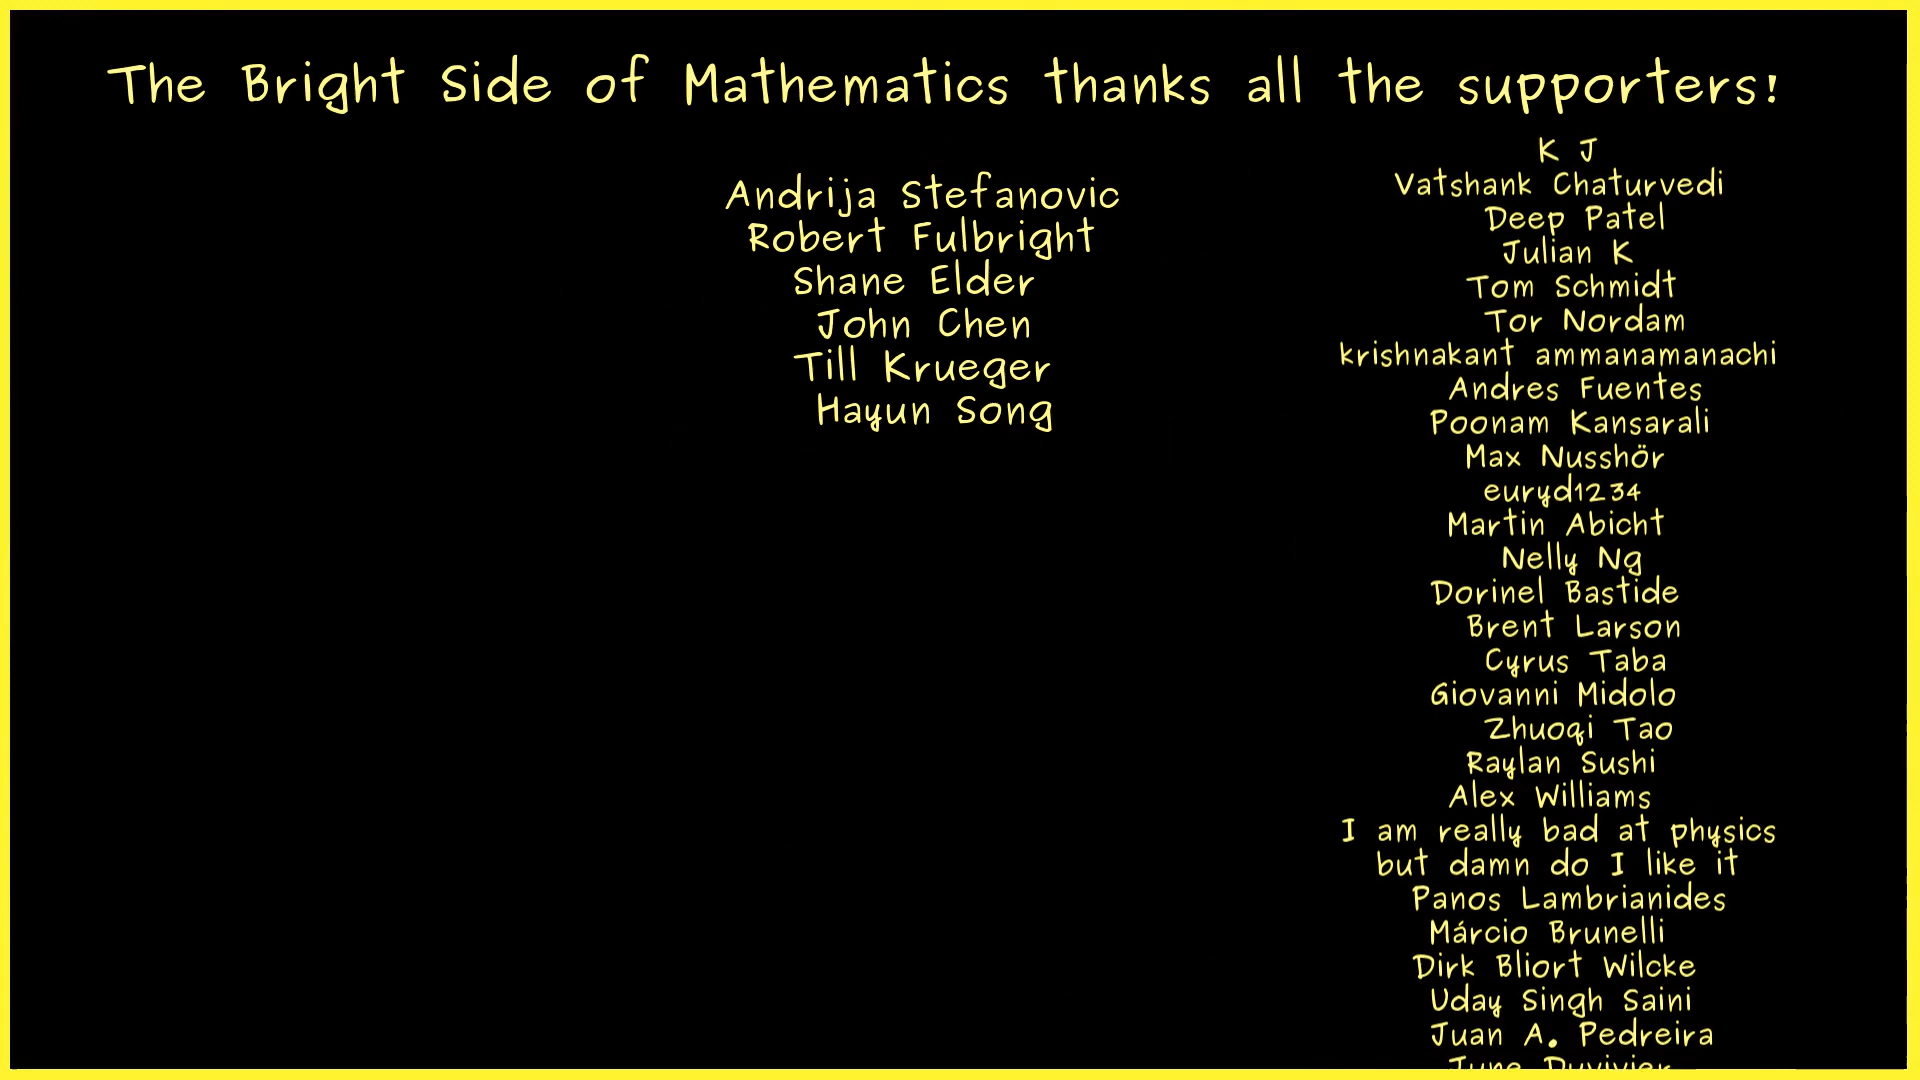 The Bright Side of Mathematics thanks all the supporters!
Andrija Stefanovic
Robert Fulbright
Shane Elder
John Chen
Till Krueger
Hayun Song
K J
Vatshank Chaturvedi
Deep Patel
Julian K
Tom Schmidt
Tor Nordam
krishnakant ammanamanachi
Andres Fuentes
Poonam Kansarali
Max Nusshör
euryd1234
Martin Abicht
Nelly Ng
Dorinel Bastide
Brent Larson
Cyrus Taba
Giovanni Midolo
Zhuoqi Tao
Raylan Sushi
Alex Williams
I am really bad at physics
but damn do I like it
Panos Lambrianides
Márcio Brunelli
Dirk Bliort Wilcke
Uday Singh Saini
Juan A. Pedreira
June Duvivier